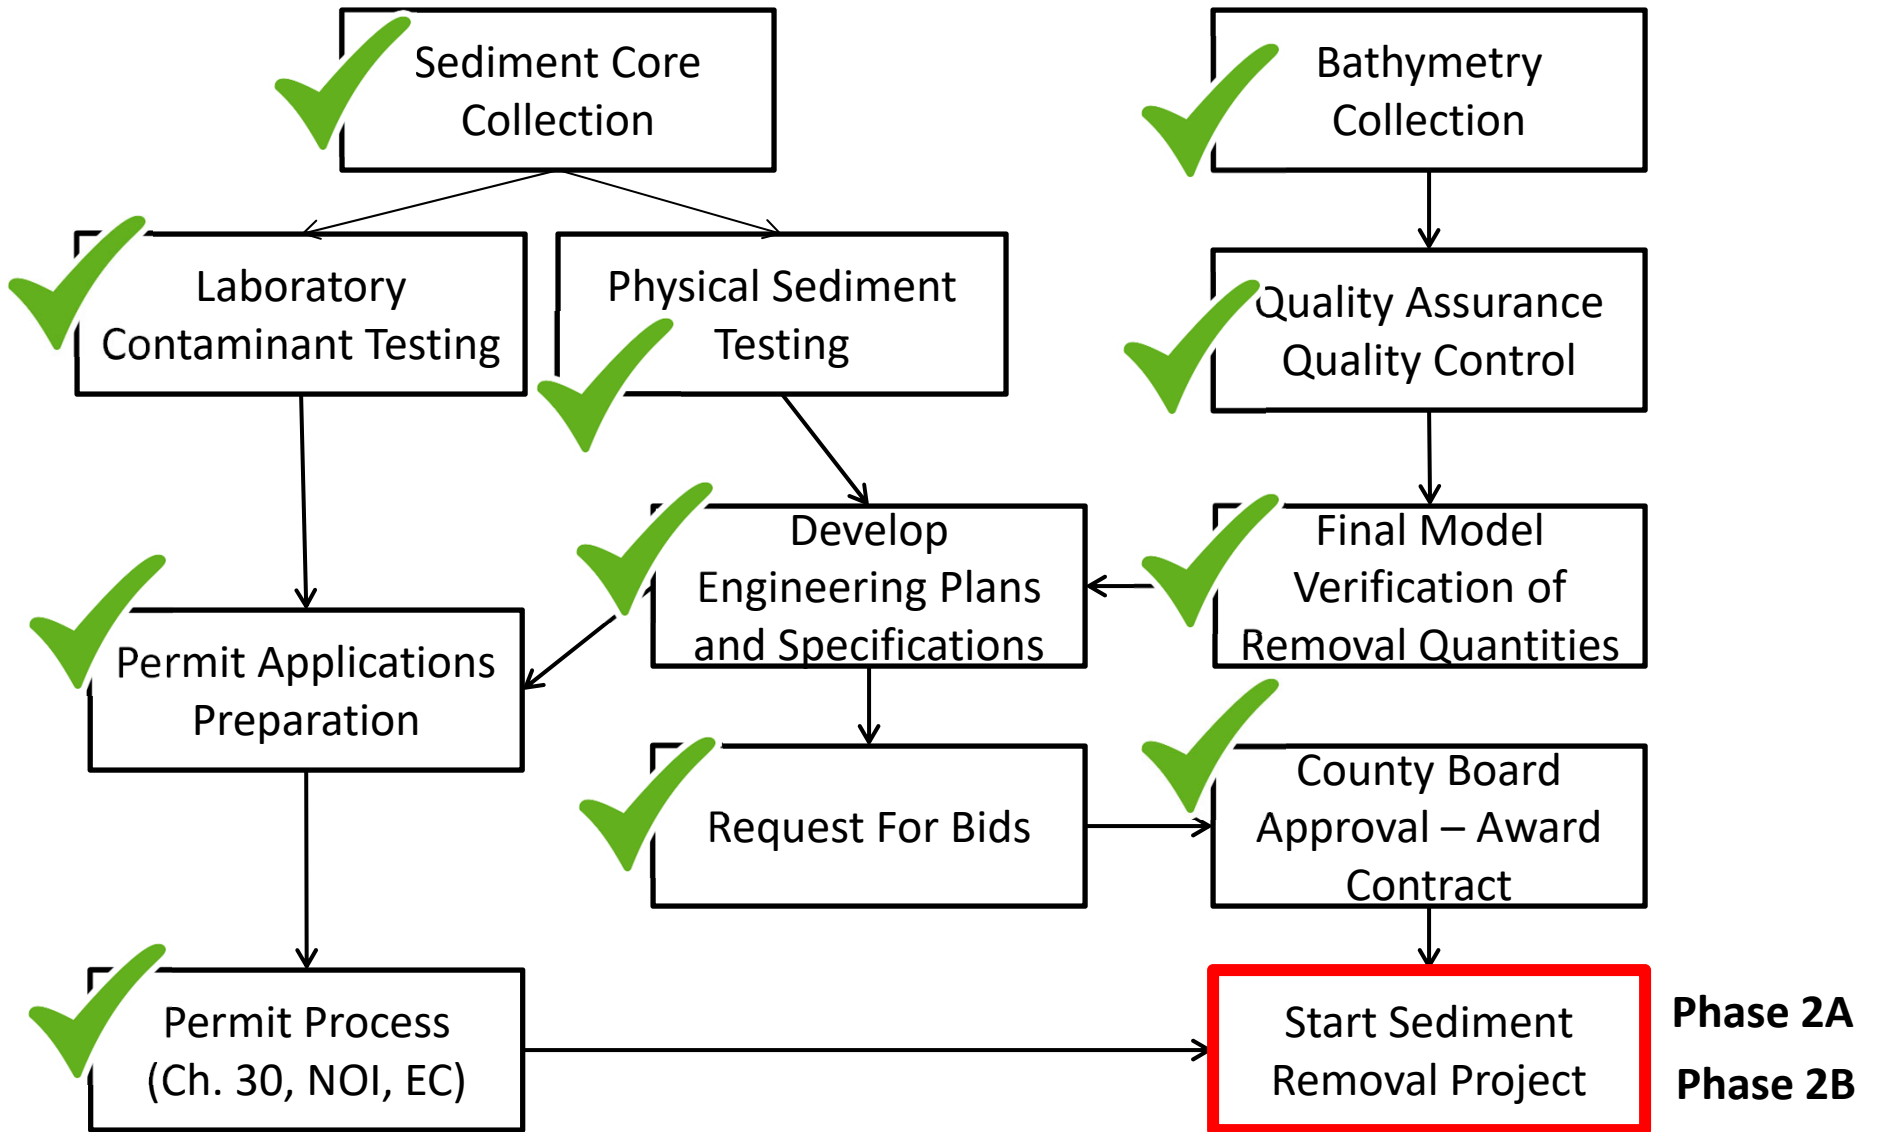 Sediment Core
Collection
Bathymetry
Collection
Laboratory
Contaminant Testing
Physical Sediment
Testing
Quality Assurance
Quality Control
Develop
Engineering Plans
and Specifications
Final Model
Verification of
Removal Quantities
Permit Applications
Preparation
Request For Bids
County Board
Approval – Award
Contract
Permit Process
(Ch. 30, NOI, EC)
Start Sediment
Removal Project
Phase 2A
Phase 2B